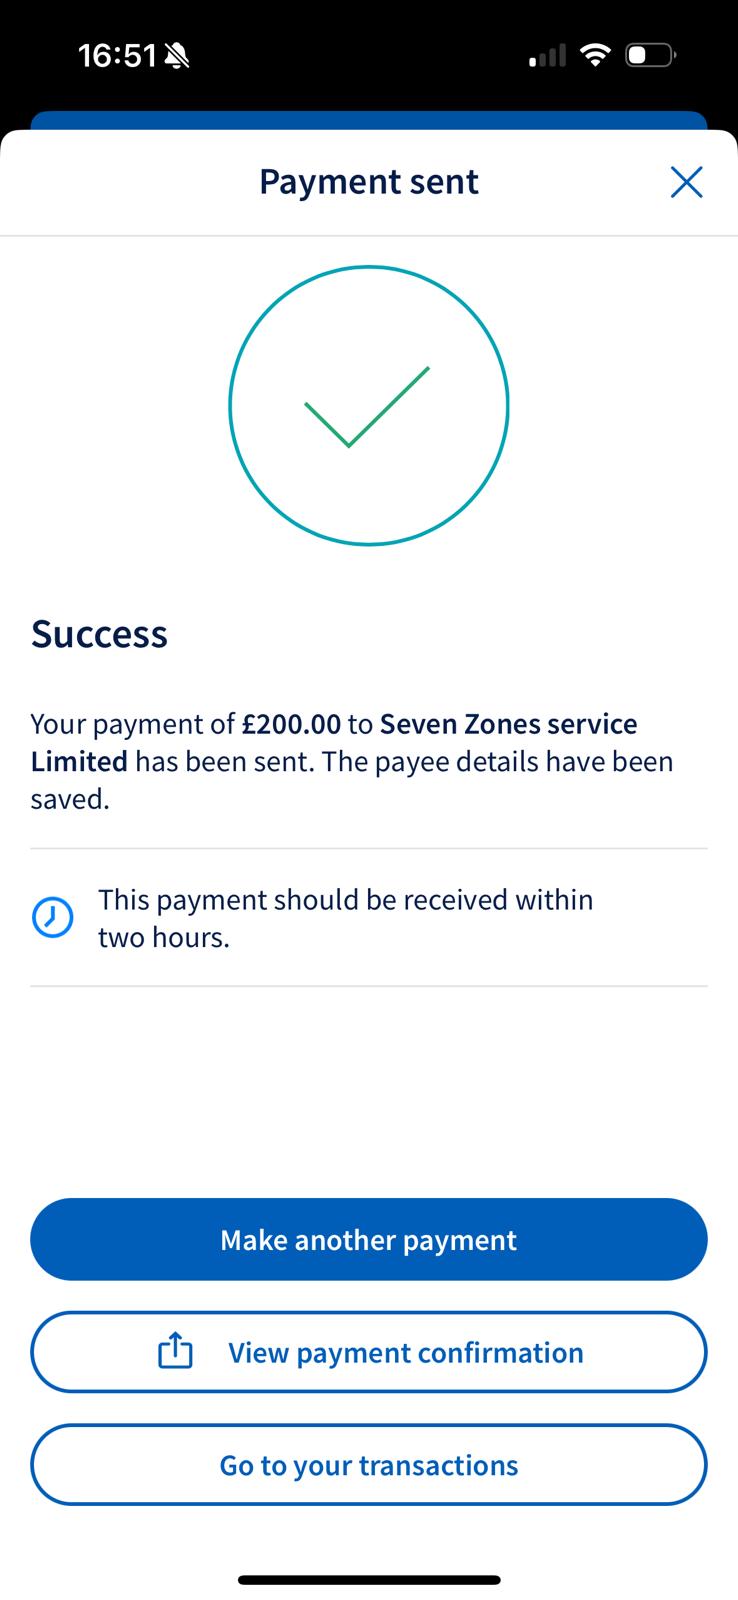 16:51
Payment sent
Success
Your payment of £200.00 to Seven Zones service
Limited has been sent. The payee details have been
saved.
This payment should be received within
two hours.
Make another payment
View payment confirmation
Go to your transactions